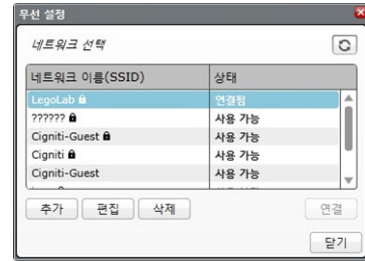 무선 설정
네트워크 선택
네트워크 이름(SSID) 상태
LegoLab 연결됨
?????? 사용 가능
Cigniti-Guest 사용 가능
Cigniti 사용 가능
Cigniti-Guest 사용 가능
추가 편집 삭제 연결
닫기